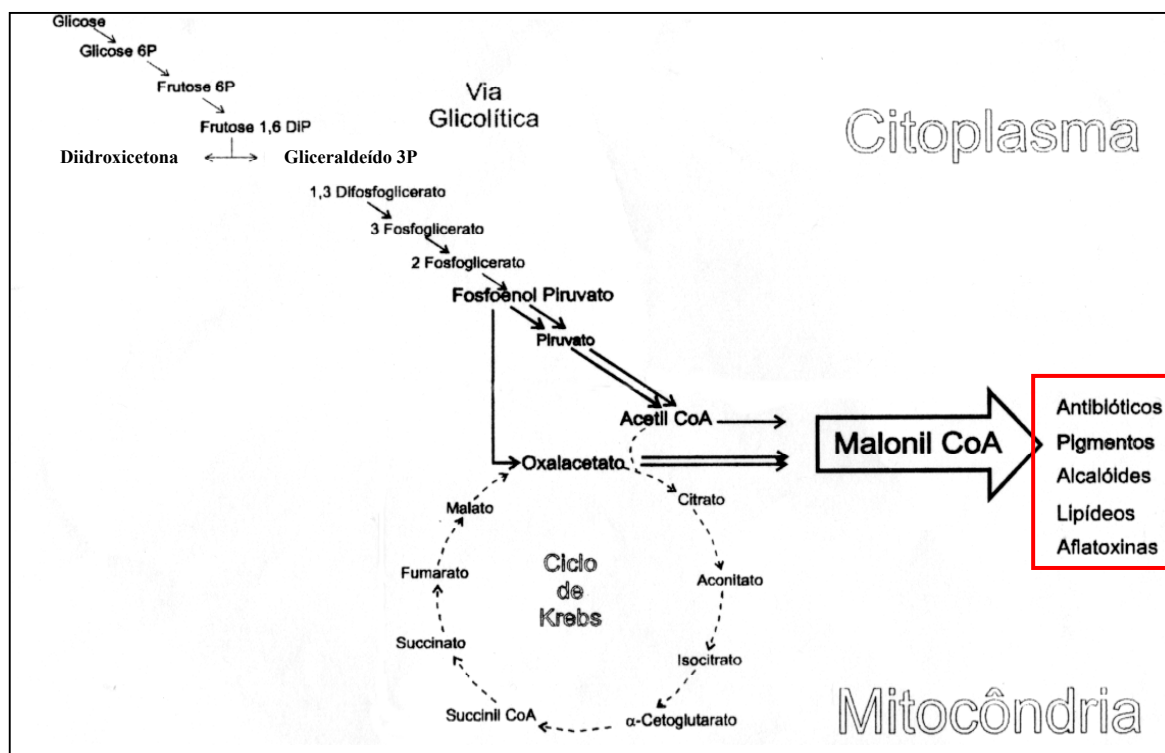 Glicose
Glicose 6P
Frutose 6P
Frutose 1,6 DiP
Diidroxicetona
Gliceraldeído 3P
Via
Glicolítica
Citoplasma
1,3 Difosfoglicerato
3 Fosfoglicerato
2 Fosfoglicerato
Fosfoenol Piruvato
Piruvato
Acetil CoA
Oxalacetato
Malonil CoA
Antibióticos
Pigmentos
Alcalóides
Lipídeos
Aflatoxinas
Citrato
Aconitato
Isocitrato
α-Cetoglutarato
Succinil CoA
Succinato
Fumarato
Malato
Ciclo
de
Krebs
Mitocôndria